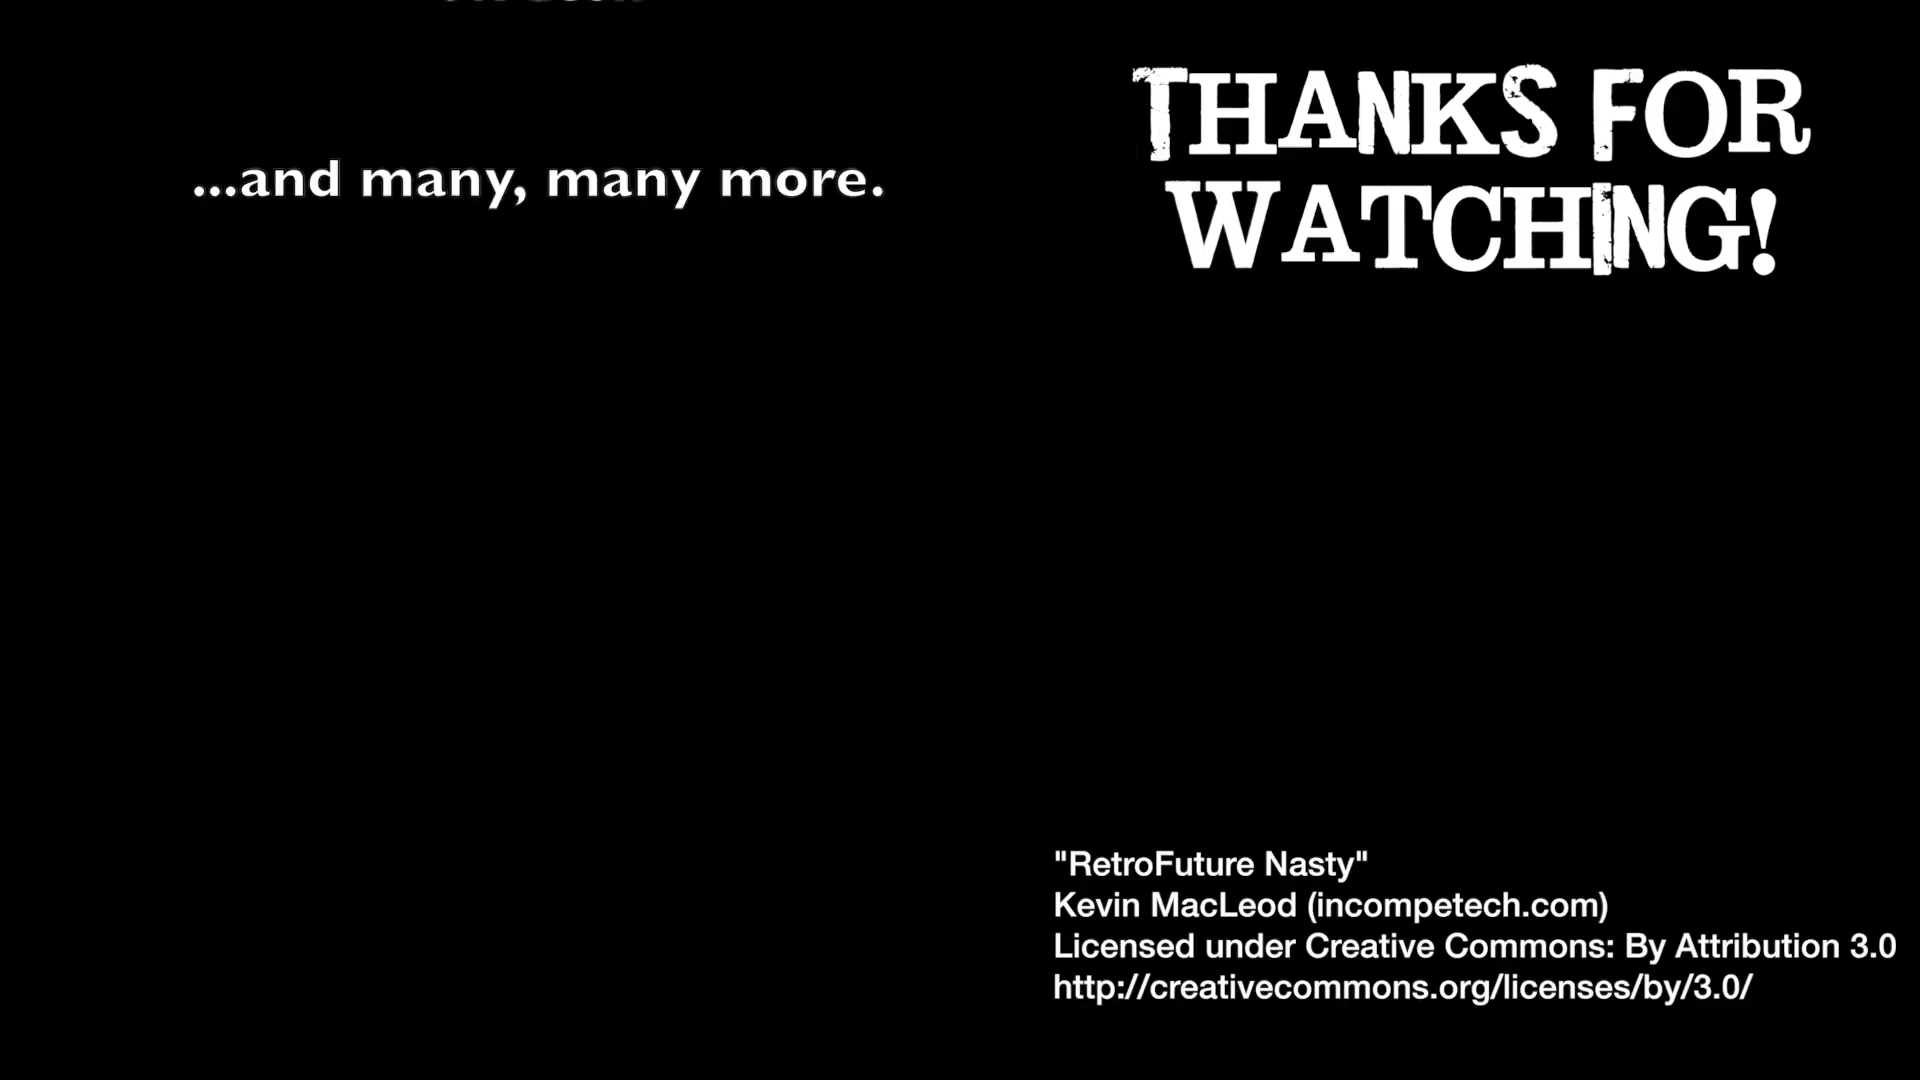 ...and many, many more.
THANKS FOR
WATCHING!
"RetroFuture Nasty"
Kevin MacLeod (incompetech.com)
Licensed under Creative Commons: By Attribution 3.0
http://creativecommons.org/licenses/by/3.0/